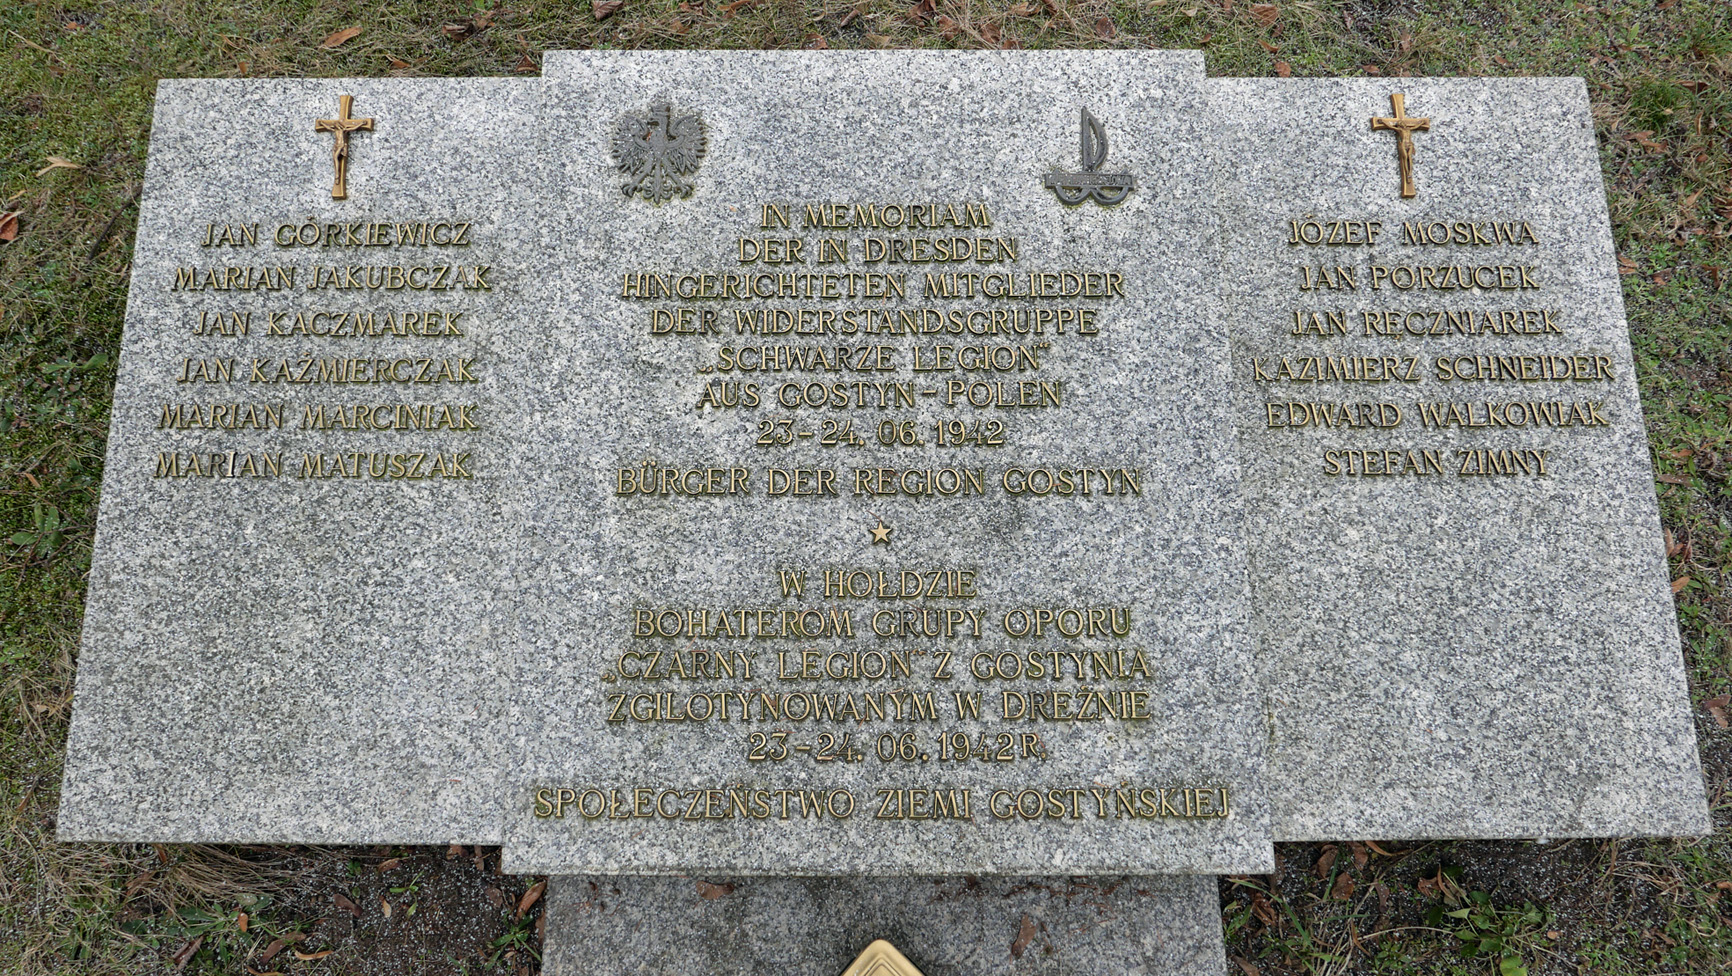 JAN GÓRKIEWICZ
MARIAN JAKUBCZAK
JAN KACZMAREK
JAN KAŹMIERCZAK
MARIAN MARCINIAK
MARIAN MATUSZAK
IN MEMORIAM
DER IN DRESDEN
HINGERICHTETEN MITGLIEDER
DER WIDERSTANDSGRUPPE
„SCHWARZE LEGION"
AUS GOSTYN-POLEN
23-24.06.1942
BÜRGER DER REGION GOSTYN
W HOŁDZIE
BOHATEROM GRUPY OPORU
„CZARNY LEGION" Z GOSTYNIA
ZGILOTYNOWANYM W DREŹNIE
23-24.06.1942R.
SPOŁECZEŃSTWO ZIEMI GOSTYŃSKIEJ
JÓZEF MOSKWA
JAN PORZUCEK
JAN RĘCZNIAREK
KAZIMIERZ SCHNEIDER
EDWARD WALKOWIAK
STEFAN ZIMNY